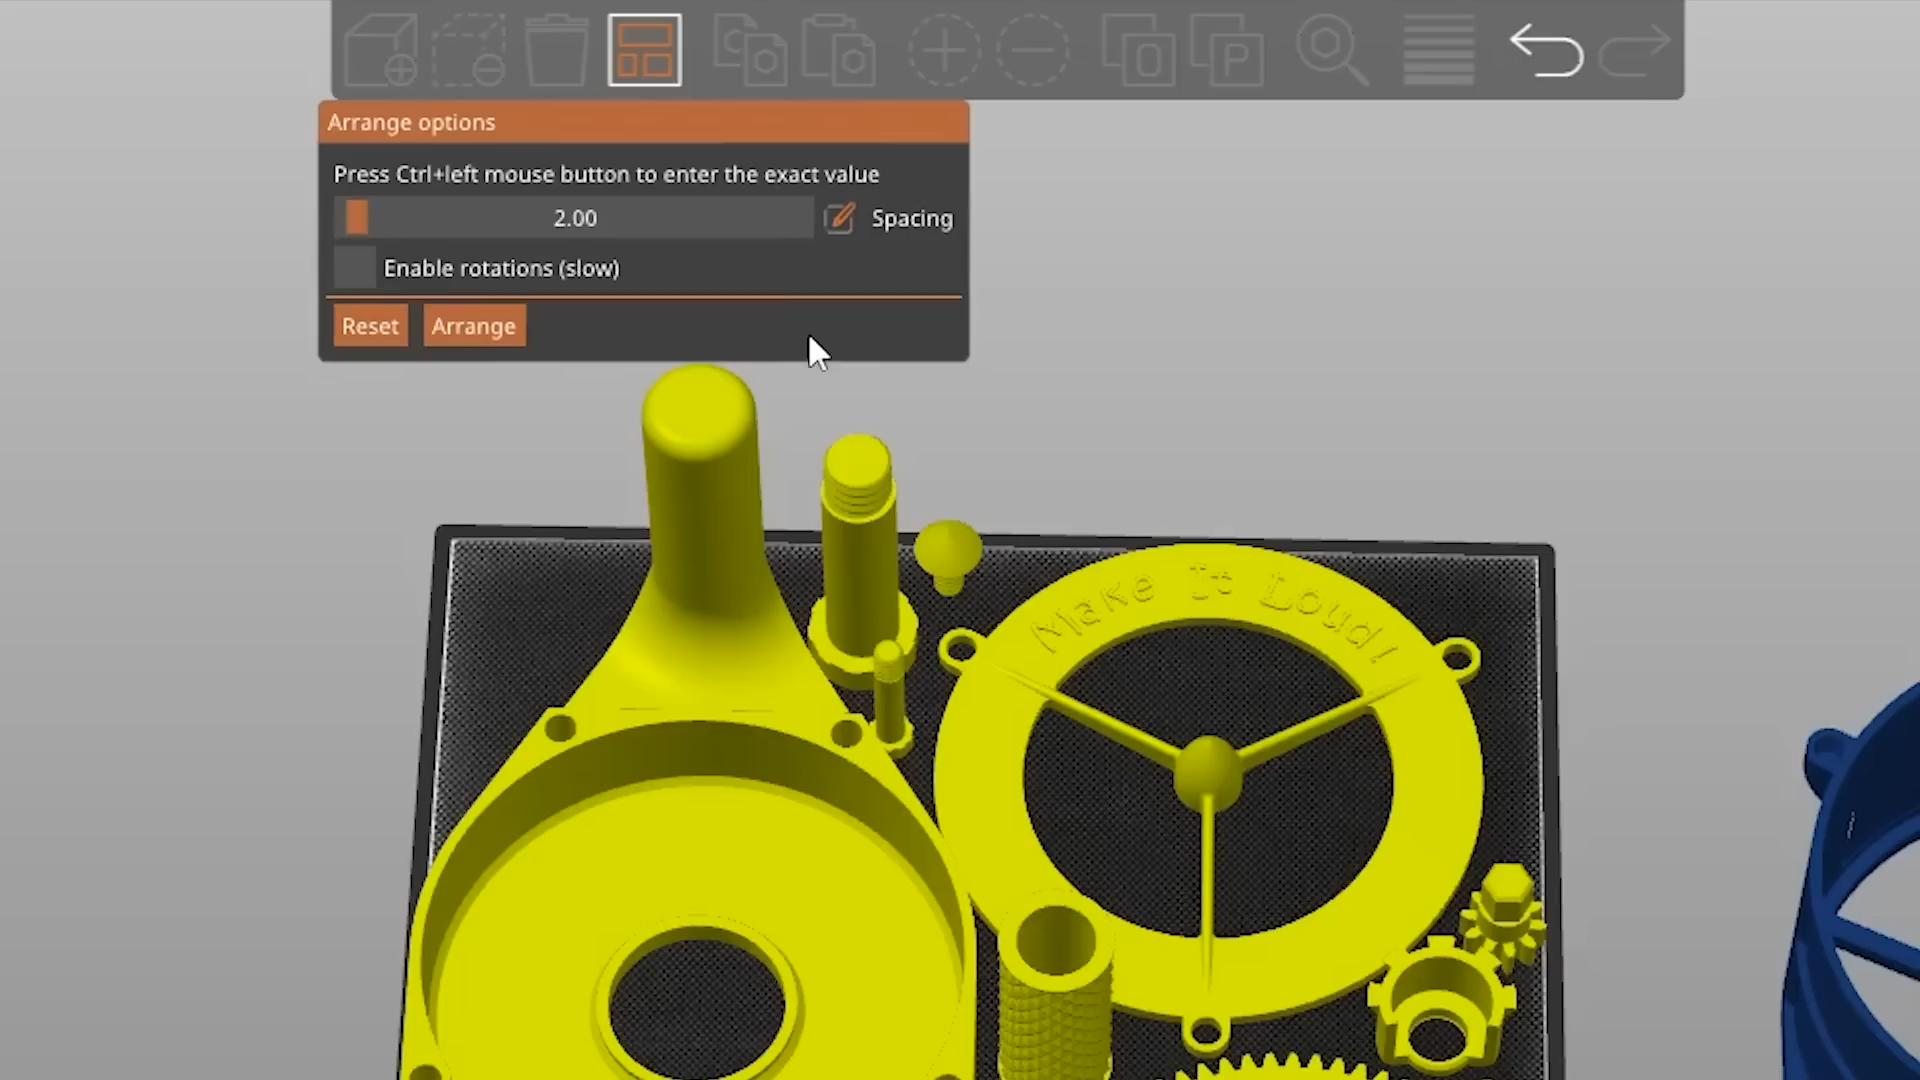 O
P
Arrange options
Press Ctrl+left mouse button to enter the exact value
2.00
Spacing
Enable rotations (slow)
Reset
Arrange
Make It Loud!